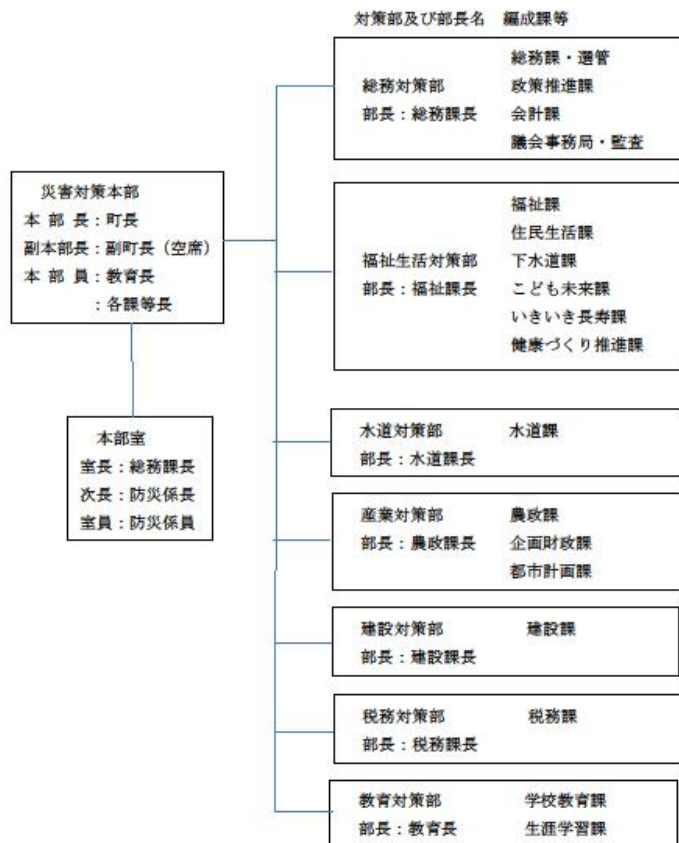 対策部及び部長名 編成課等
総務課・選管
総務対策部 政策推進課
部長：総務課長 会計課
議会事務局・監査
災害対策本部
本 部 長：町長
副本部長：副町長（空席）
本 部 員：教育長
：各課等長
福祉課
住民生活課
福祉生活対策部 下水道課
部長：福祉課長 こども未来課
いきいき長寿課
健康づくり推進課
本部室
室長：総務課長
次長：防災係長
室員：防災係員
水道対策部 水道課
部長：水道課長
産業対策部 農政課
部長：農政課長 企画財政課
都市計画課
建設対策部 建設課
部長：建設課長
税務対策部 税務課
部長：税務課長
教育対策部 学校教育課
部長：教育長 生涯学習課